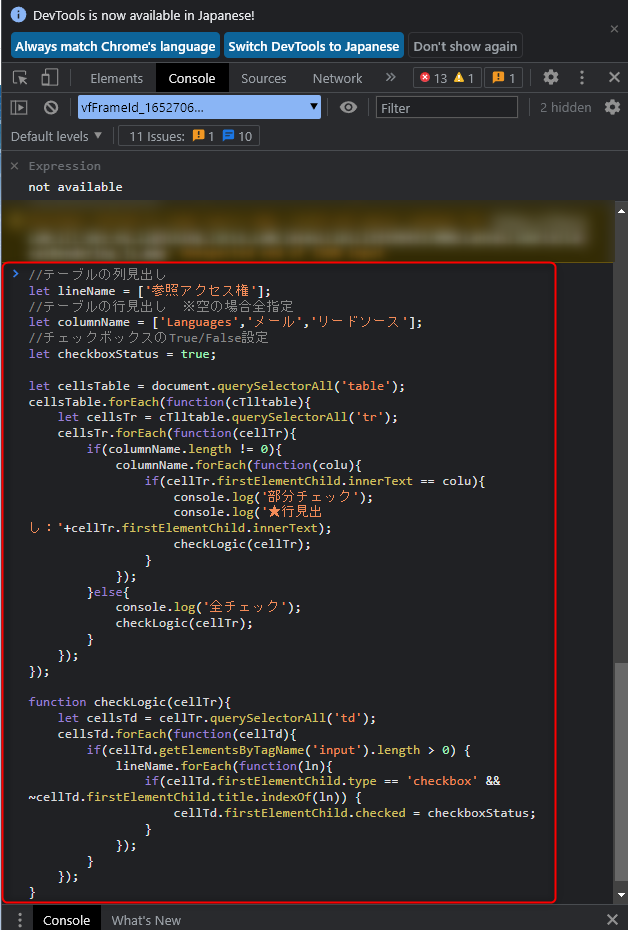 DevTools is now available in Japanese!
Always match Chrome's language Switch DevTools to Japanese Don't show again
Elements Console Sources Network 13 1 1
vfFrameId_1652706... Filter 2 hidden
Default levels 11 Issues: 1 10
Expression
not available
//テーブルの列見出し
let lineName = ['参照アクセス権'];
//テーブルの行見出し　※空の場合全指定
let columnName = ['Languages','メール','リードソース'];
//チェックボックスのTrue/False設定
let checkboxStatus = true;
let cellsTable = document.querySelectorAll('table');
cellsTable.forEach(function(cTlltable){
    let cellsTr = cTlltable.querySelectorAll('tr');
    cellsTr.forEach(function(cellTr){
        if(columnName.length != 0){
            columnName.forEach(function(colu){
                if(cellTr.firstElementChild.innerText == colu){
                    console.log('部分チェック');
                    console.log('★行見出
し：'+cellTr.firstElementChild.innerText);
                    checkLogic(cellTr);
                }
            });
        }else{
            console.log('全チェック');
            checkLogic(cellTr);
        }
    });
});
function checkLogic(cellTr){
    let cellsTd = cellTr.querySelectorAll('td');
    cellsTd.forEach(function(cellTd){
        if(cellTd.getElementsByTagName('input').length > 0) {
            lineName.forEach(function(ln){
                if(cellTd.firstElementChild.type == 'checkbox' &&
~cellTd.firstElementChild.title.indexOf(ln)) {
                    cellTd.firstElementChild.checked = checkboxStatus;
                }
            });
        }
    });
}
Console What's New